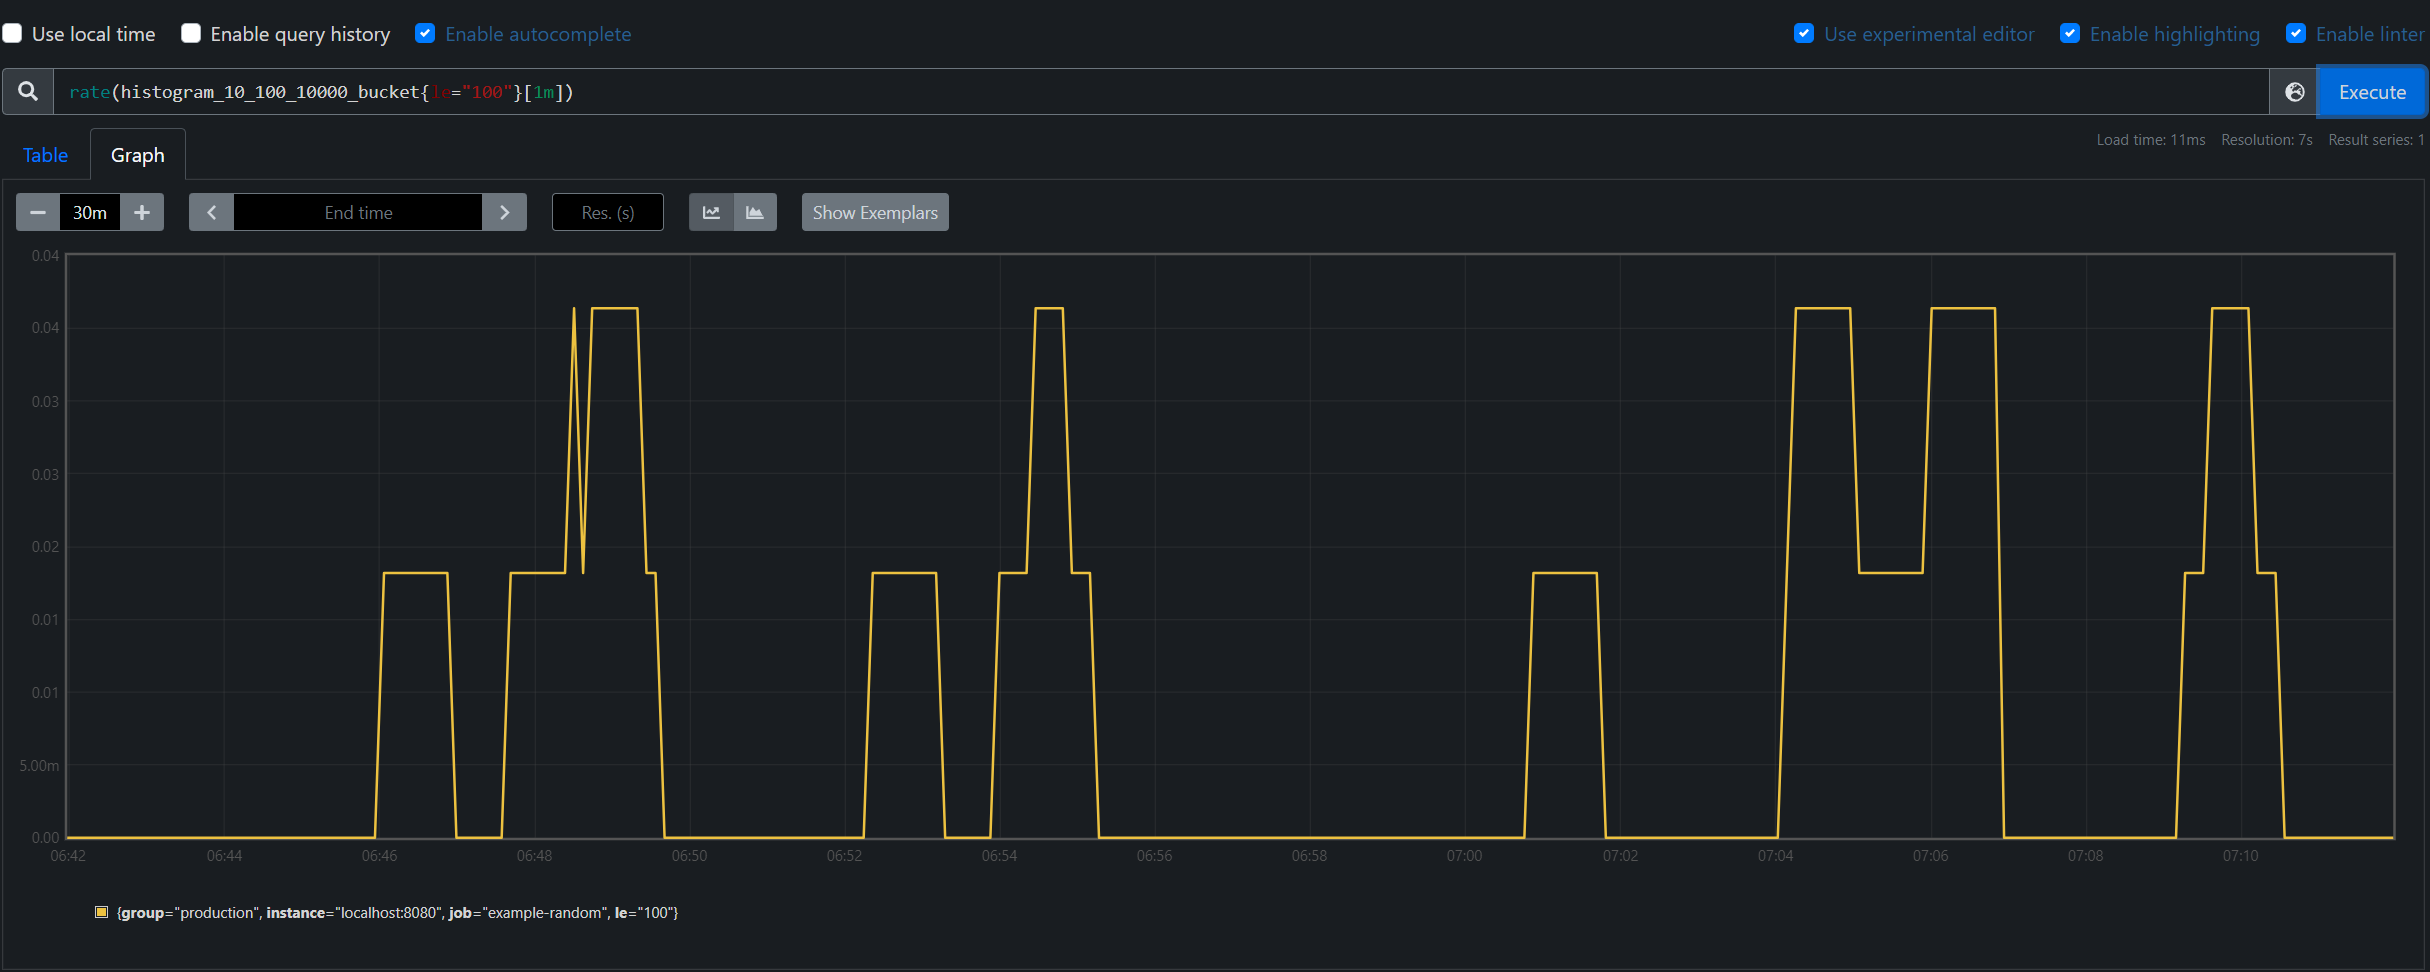 Use local time Enable query history Enable autocomplete Use experimental editor Enable highlighting Enable linter
rate(histogram_10_100_10000_bucket{le="100"}[1m]) Execute
Table Graph Load time: 11ms Resolution: 7s Result series: 1
30m End time Res. (s) Show Exemplars
0.04
0.04
0.03
0.03
0.02
0.01
0.01
5.00m
0.00
06:42 06:44 06:46 06:48 06:50 06:52 06:54 06:56 06:58 07:00 07:02 07:04 07:06 07:08 07:10
{group="production", instance="localhost:8080", job="example-random", le="100"}